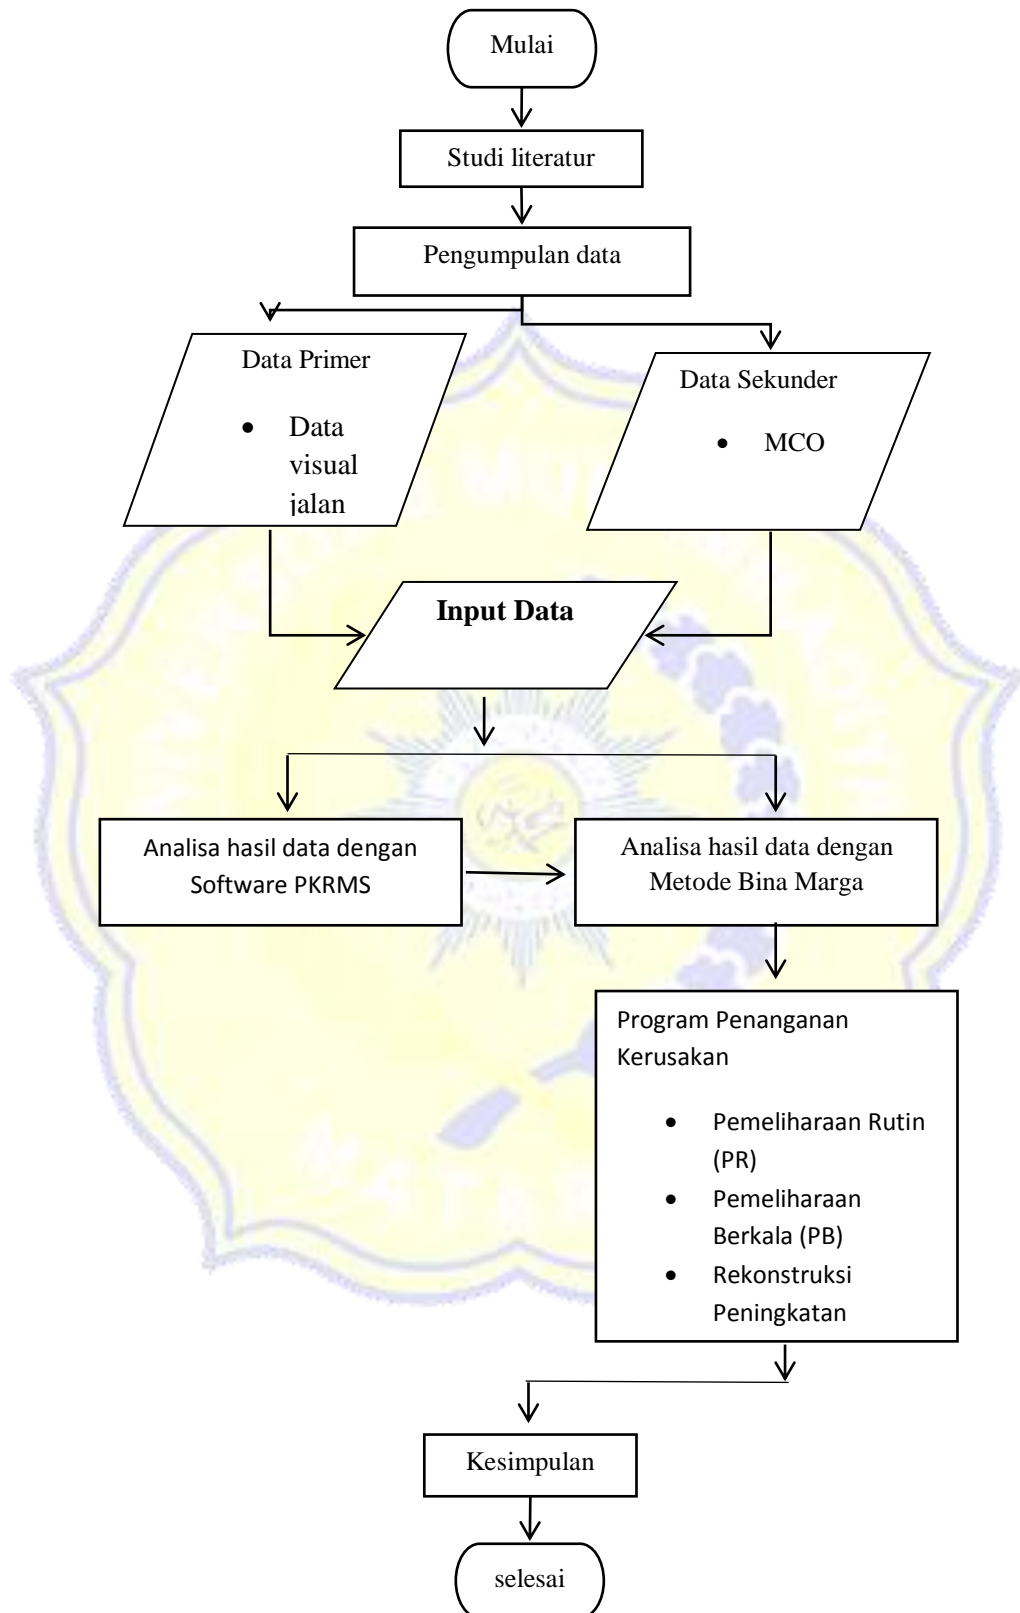 Mulai
Studi literatur
Pengumpulan data
Data Primer
• Data
visual
jalan
Data Sekunder
• MCO
Input Data
Analisa hasil data dengan
Software PKRMS
Analisa hasil data dengan
Metode Bina Marga
Program Penanganan
Kerusakan
• Pemeliharaan Rutin
(PR)
• Pemeliharaan
Berkala (PB)
• Rekonstruksi
Peningkatan
Kesimpulan
selesai